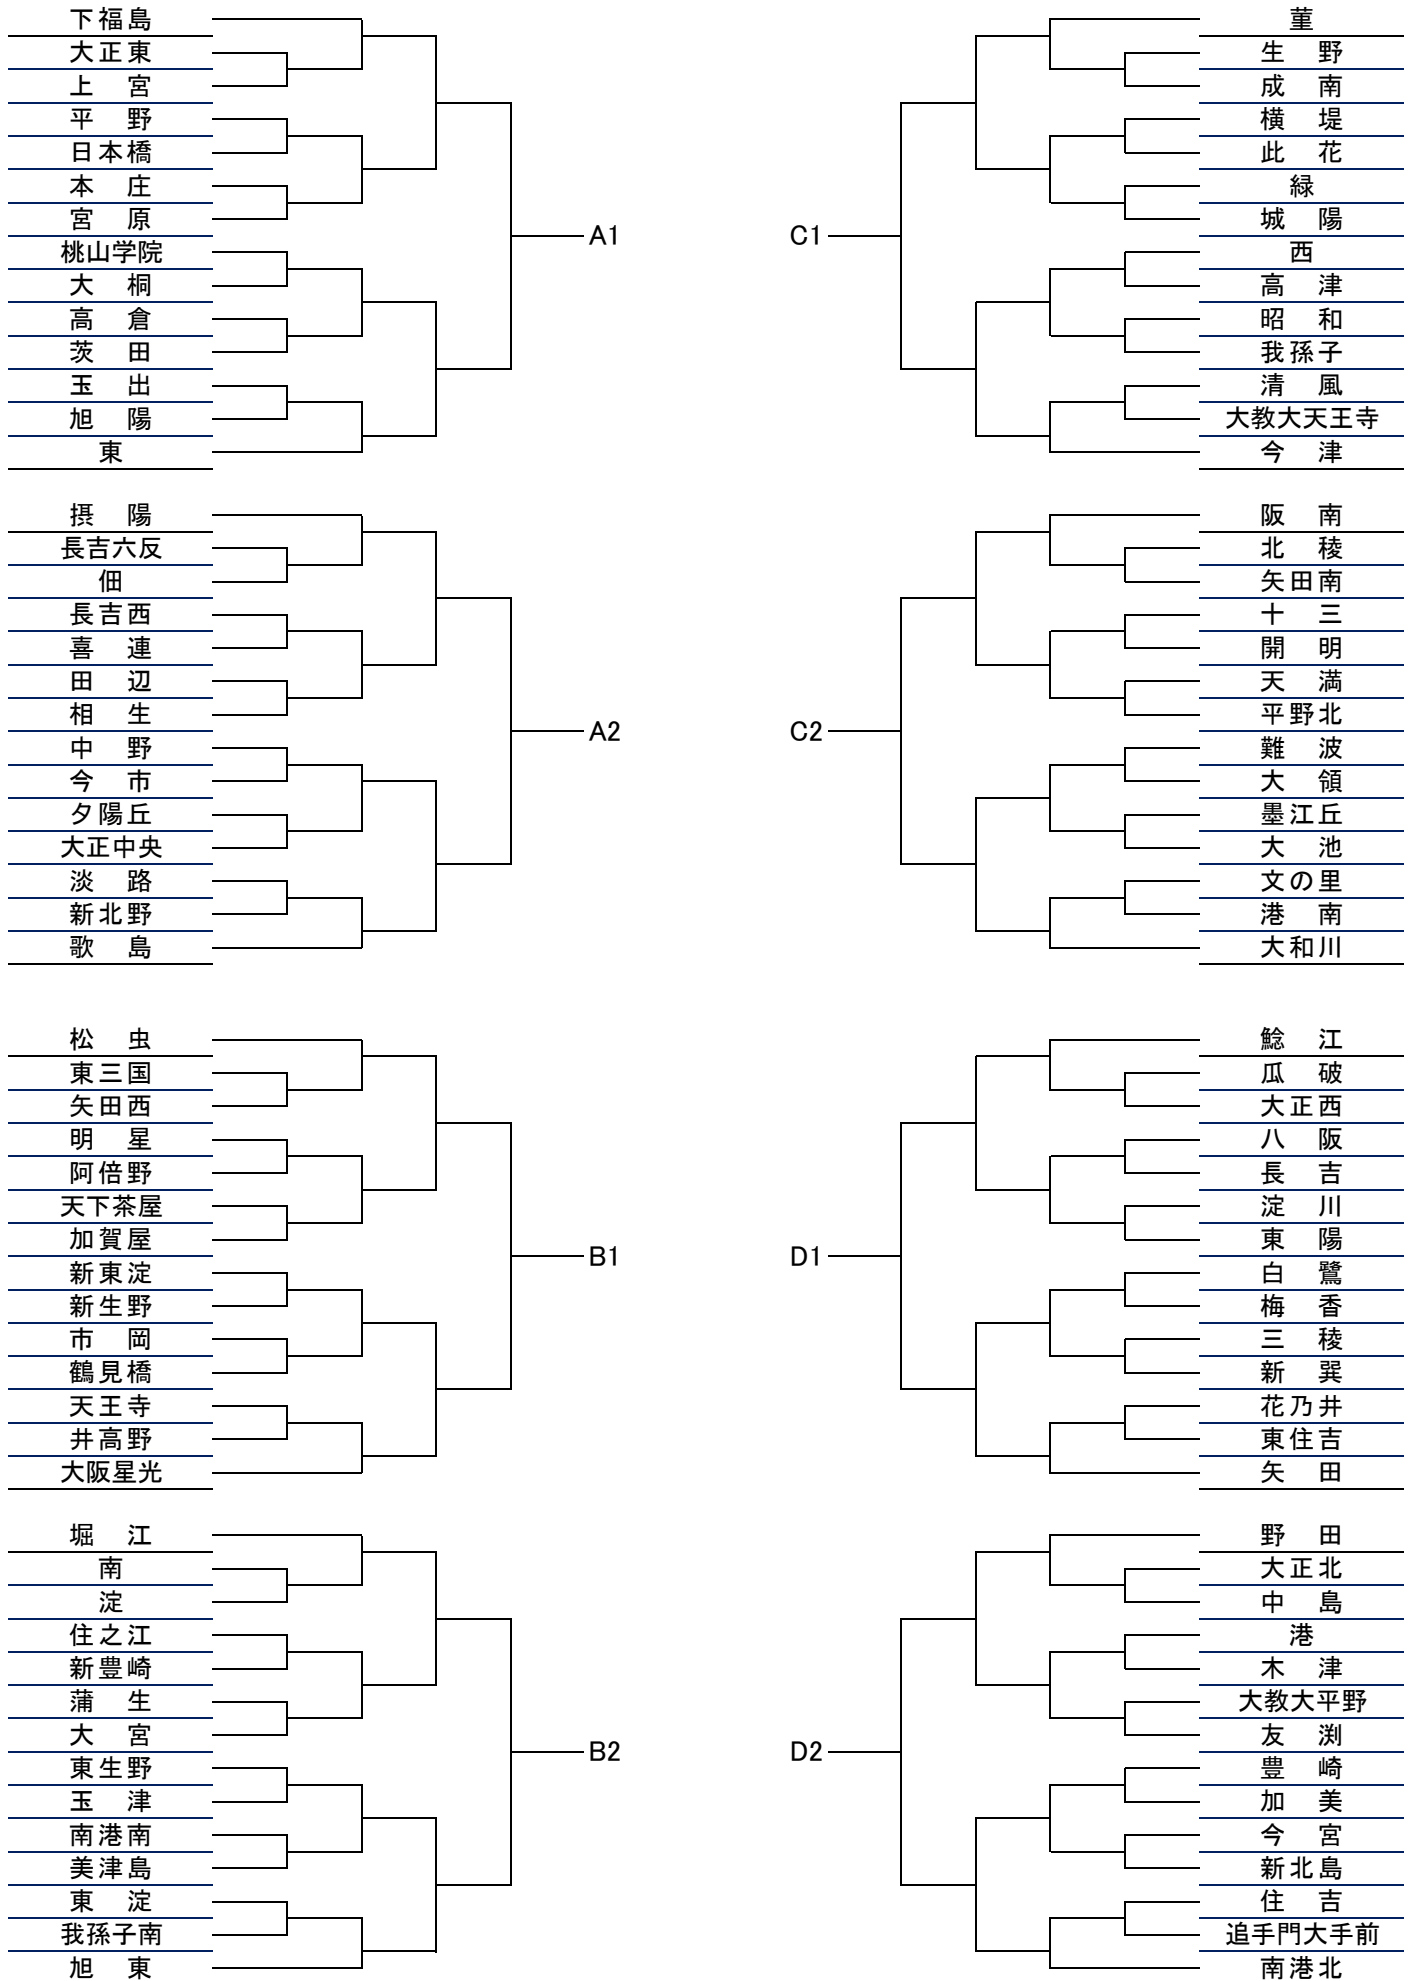 下福島
大正東
上宮
平野
日本橋
本庄
宮原
桃山学院
大桐
高倉
茨田
玉出
旭陽
東
A1
菫
生野
成南
横堤
此花
緑
城陽
西
高津
昭和
我孫子
清風
大教大天王寺
今津
C1
摂陽
長吉六反
佃
長吉西
喜連
田辺
相生
中野
今市
夕陽丘
大正中央
淡路
新北野
歌島
A2
阪南
北稜
矢田南
十三
開明
天満
平野北
難波
大領
墨江丘
大池
文の里
港南
大和川
C2
松虫
東三国
矢田西
明星
阿倍野
天下茶屋
加賀屋
新東淀
新生野
市岡
鶴見橋
天王寺
井高野
大阪星光
B1
鯰江
瓜破
大正西
八阪
長吉
淀川
東陽
白鷺
梅香
三稜
新巽
花乃井
東住吉
矢田
D1
堀江
南
淀
住之江
新豊崎
蒲生
大宮
東生野
玉津
南港南
美津島
東淀
我孫子南
旭東
B2
野田
大正北
中島
港
木津
大教大平野
友渕
豊崎
加美
今宮
新北島
住吉
追手門大手前
南港北
D2